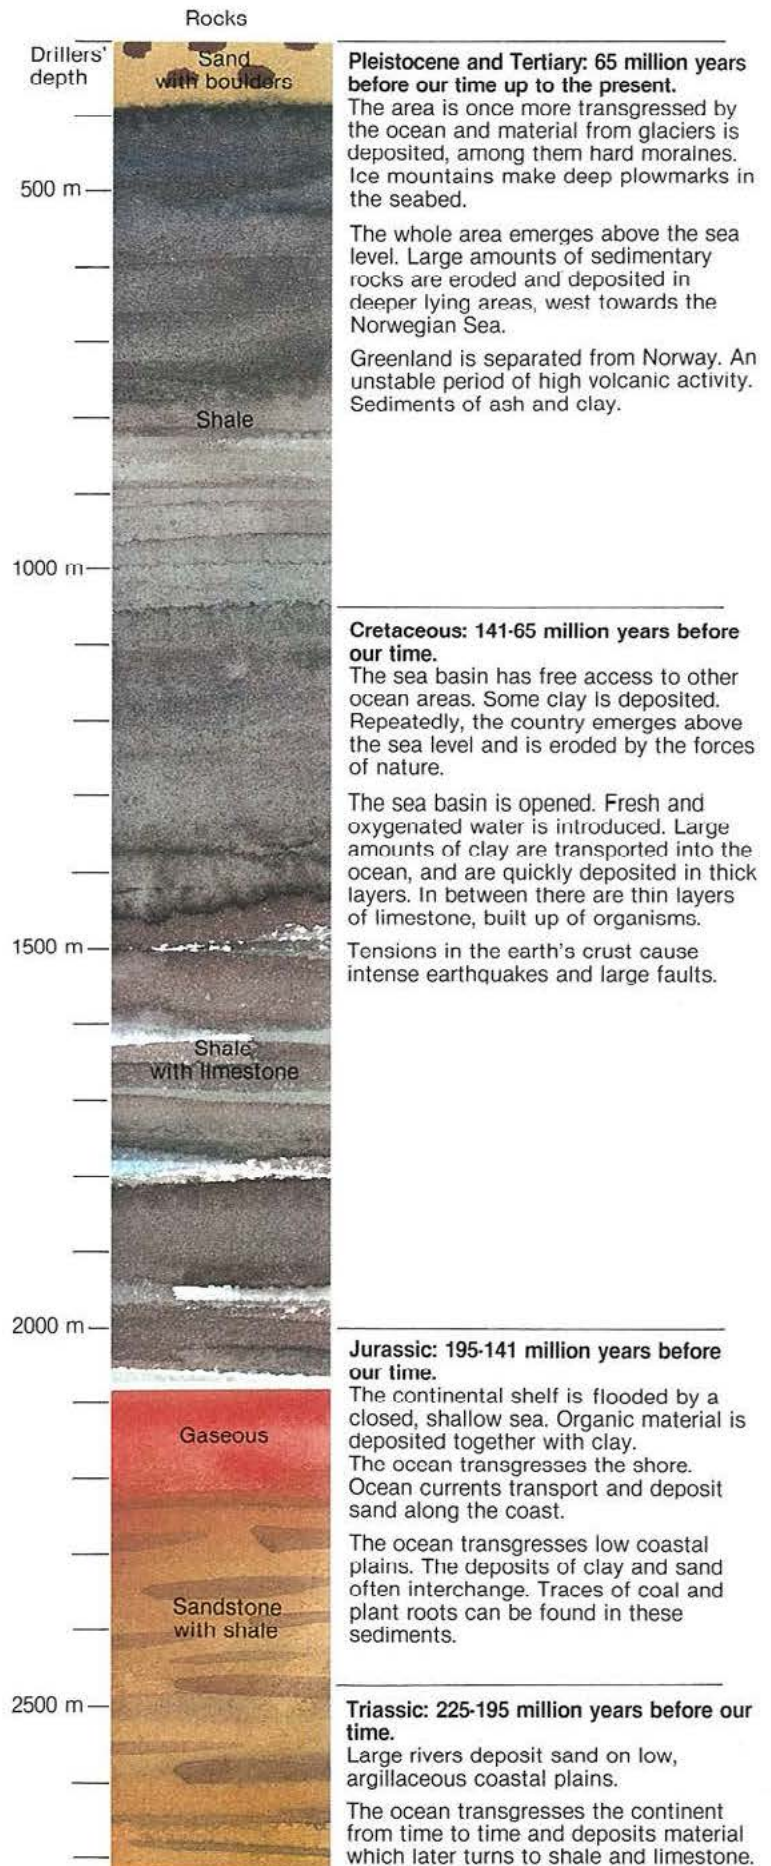 Rocks
Drillers'
depth
Sand
with boulders
500 m
Shale
1000 m
1500 m
Shale
with limestone
2000 m
Gaseous
Sandstone
with shale
2500 m
Pleistocene and Tertiary: 65 million years
before our time up to the present.
The area is once more transgressed by
the ocean and material from glaciers is
deposited, among them hard moraines.
Ice mountains make deep plowmarks in
the seabed.
The whole area emerges above the sea
level. Large amounts of sedimentary
rocks are eroded and deposited in
deeper lying areas, west towards the
Norwegian Sea.
Greenland is separated from Norway. An
unstable period of high volcanic activity.
Sediments of ash and clay.
Cretaceous: 141-65 million years before
our time.
The sea basin has free access to other
ocean areas. Some clay is deposited.
Repeatedly, the country emerges above
the sea level and is eroded by the forces
of nature.
The sea basin is opened. Fresh and
oxygenated water is introduced. Large
amounts of clay are transported into the
ocean, and are quickly deposited in thick
layers. In between there are thin layers
of limestone, built up of organisms.
Tensions in the earth's crust cause
intense earthquakes and large faults.
Jurassic: 195-141 million years before
our time.
The continental shelf is flooded by a
closed, shallow sea. Organic material is
deposited together with clay.
The ocean transgresses the shore.
Ocean currents transport and deposit
sand along the coast.
The ocean transgresses low coastal
plains. The deposits of clay and sand
often interchange. Traces of coal and
plant roots can be found in these
sediments.
Triassic: 225-195 million years before our
time.
Large rivers deposit sand on low,
argillaceous coastal plains.
The ocean transgresses the continent
from time to time and deposits material
which later turns to shale and limestone.